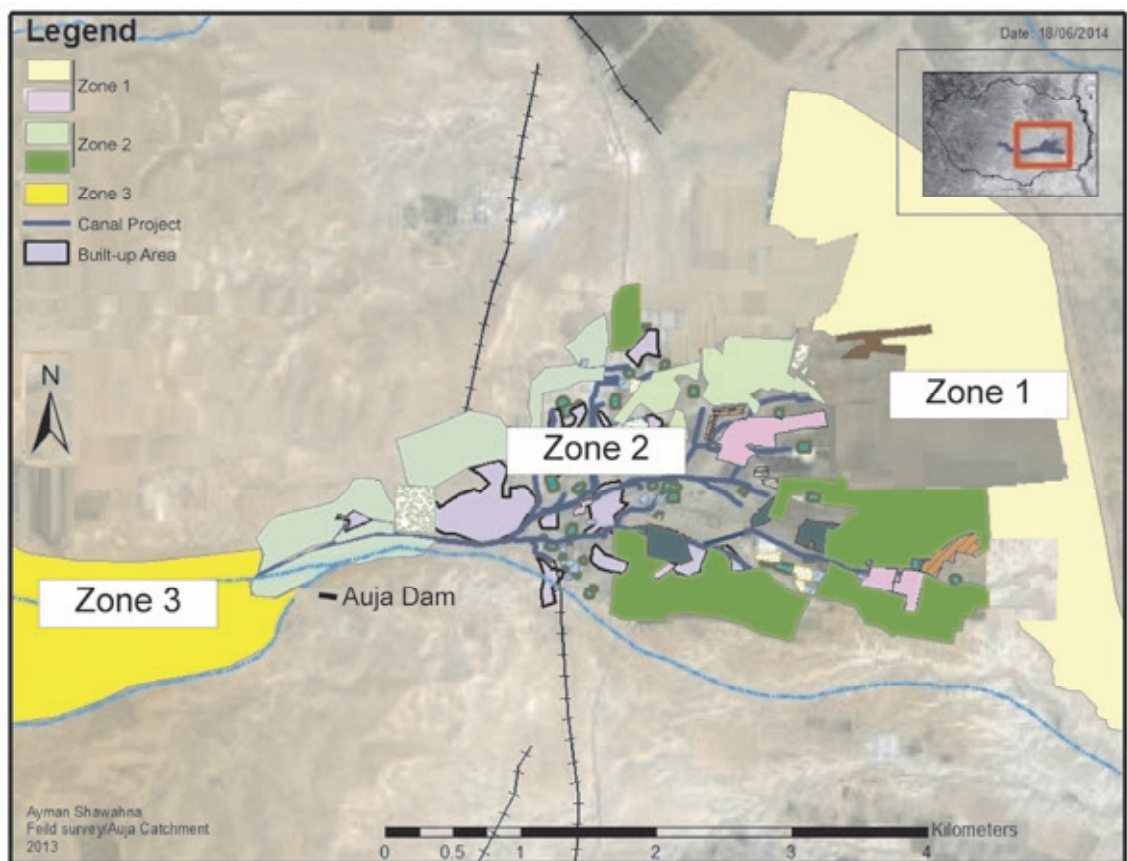 Legend
Date: 18/06/2014
Zone 1
Zone 2
Zone 3
Canal Project
Built-up Area
N
Zone 1
Zone 2
Zone 3
Auja Dam
Ayman Shawahna
Feild survey/Auja Catchment
2013
Kilometers
0 0.5 1 2 3 4